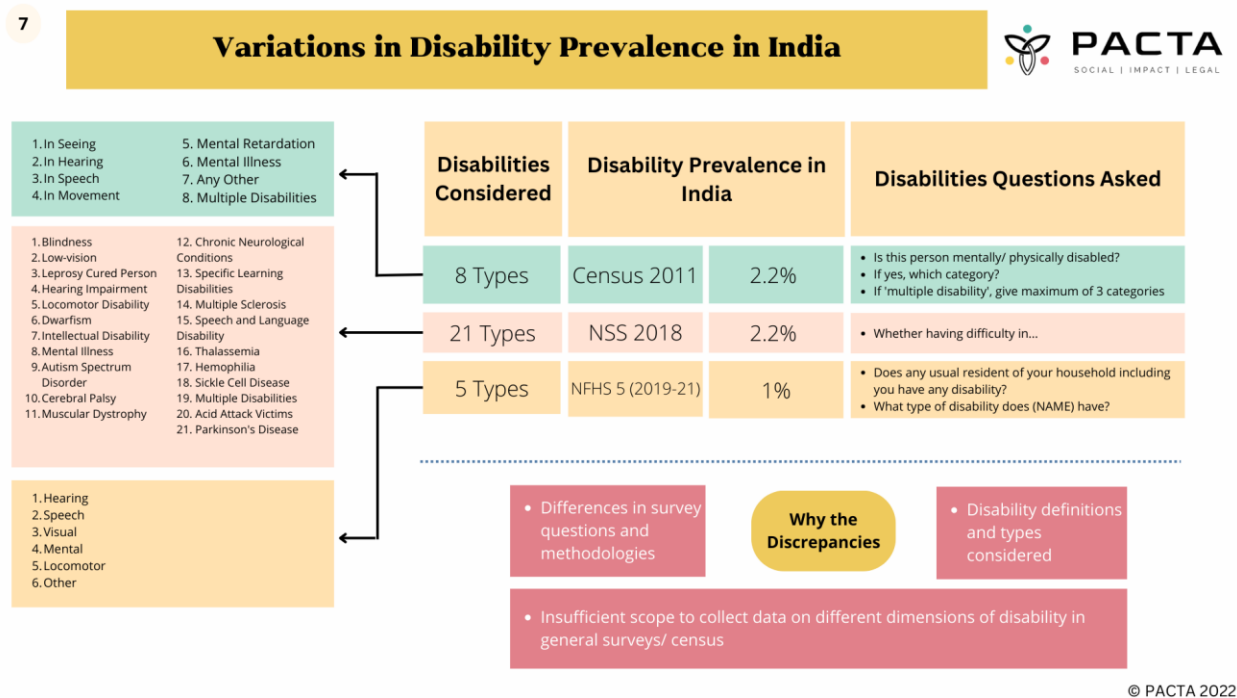 7
Variations in Disability Prevalence in India
PACTA
SOCIAL | IMPACT | LEGAL
1. In Seeing
2. In Hearing
3. In Speech
4. In Movement
5. Mental Retardation
6. Mental Illness
7. Any Other
8. Multiple Disabilities
1. Blindness
2. Low-vision
3. Leprosy Cured Person
4. Hearing Impairment
5. Locomotor Disability
6. Dwarfism
7. Intellectual Disability
8. Mental Illness
9. Autism Spectrum
Disorder
10. Cerebral Palsy
11. Muscular Dystrophy
12. Chronic Neurological
Conditions
13. Specific Learning
Disabilities
14. Multiple Sclerosis
15. Speech and Language
Disability
16. Thalassemia
17. Hemophilia
18. Sickle Cell Disease
19. Multiple Disabilities
20. Acid Attack Victims
21. Parkinson's Disease
1. Hearing
2. Speech
3. Visual
4. Mental
5. Locomotor
6. Other
Disabilities
Considered
Disability Prevalence in
India
Disabilities Questions Asked
8 Types
Census 2011
2.2%
• Is this person mentally/ physically disabled?
• If yes, which category?
• If 'multiple disability', give maximum of 3 categories
21 Types
NSS 2018
2.2%
• Whether having difficulty in...
5 Types
NFHS 5 (2019-21)
1%
• Does any usual resident of your household including
you have any disability?
• What type of disability does (NAME) have?
• Differences in survey
questions and
methodologies
Why the
Discrepancies
• Disability definitions
and types
considered
• Insufficient scope to collect data on different dimensions of disability in
general surveys/ census
© PACTA 2022